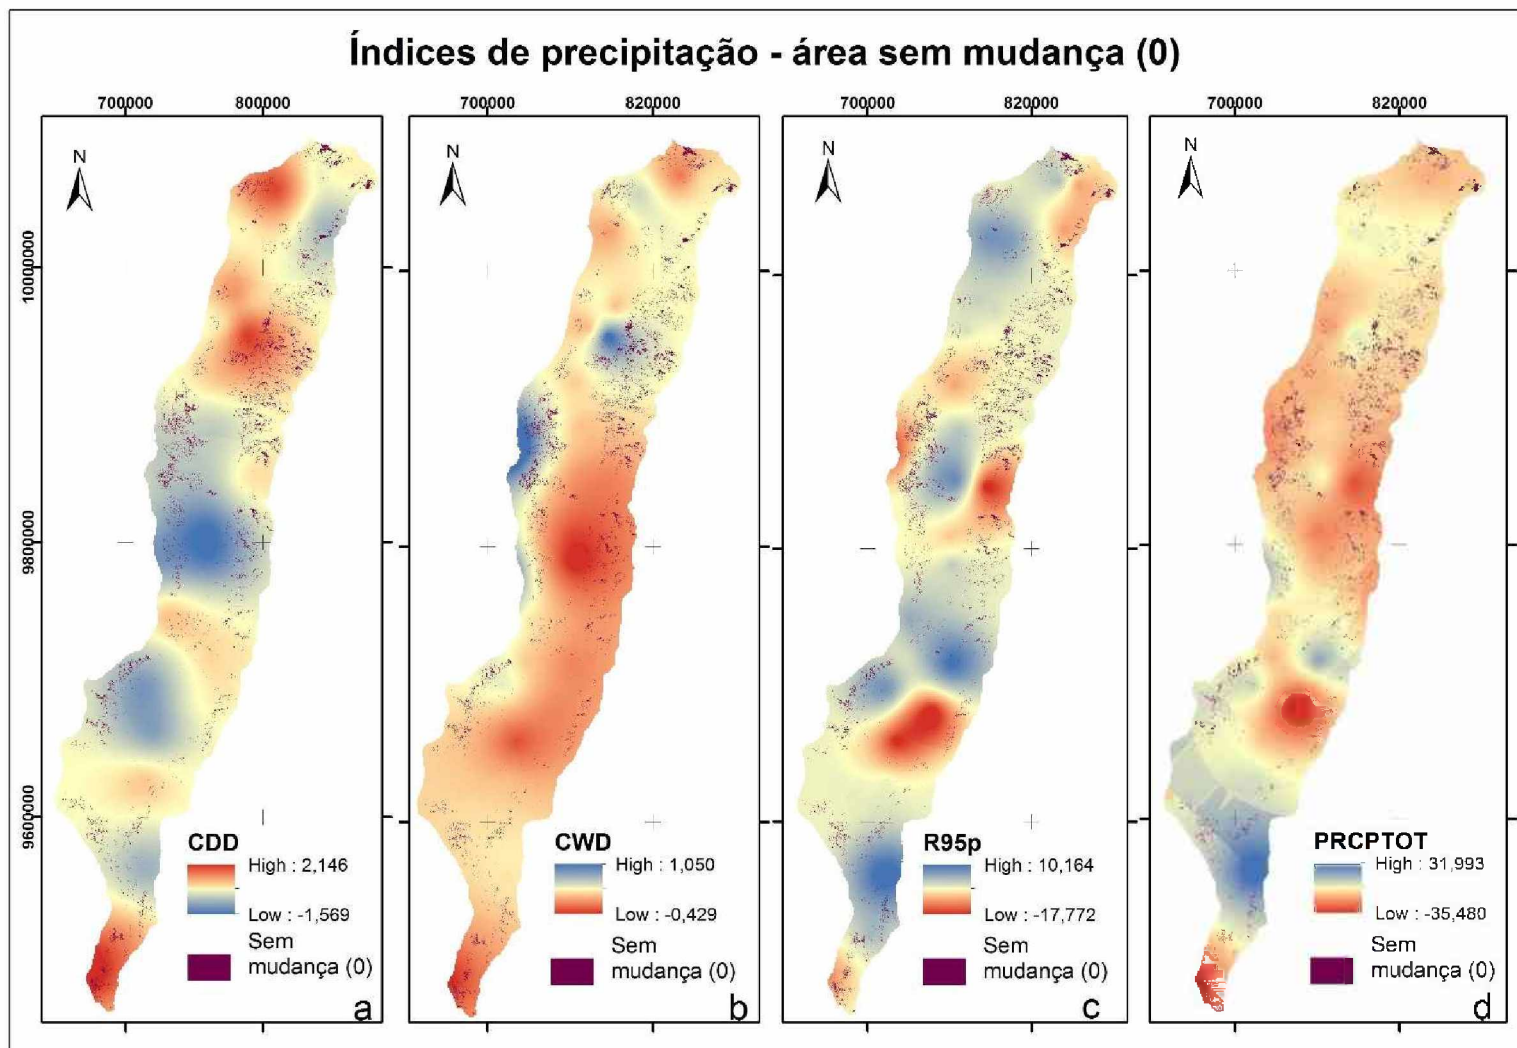 Índices de precipitação - área sem mudança (0)
700000 800000
700000 820000
700000 820000
700000 820000
N
N
N
N
10000000
9800000
9600000
CDD
High : 2,146
Low : -1,569
Sem
mudança (0)
a
CWD
High : 1,050
Low : -0,429
Sem
mudança (0)
b
R95p
High : 10,164
Low : -17,772
Sem
mudança (0)
c
PRCPTOT
High : 31,993
Low : -35,480
Sem
mudança (0)
d